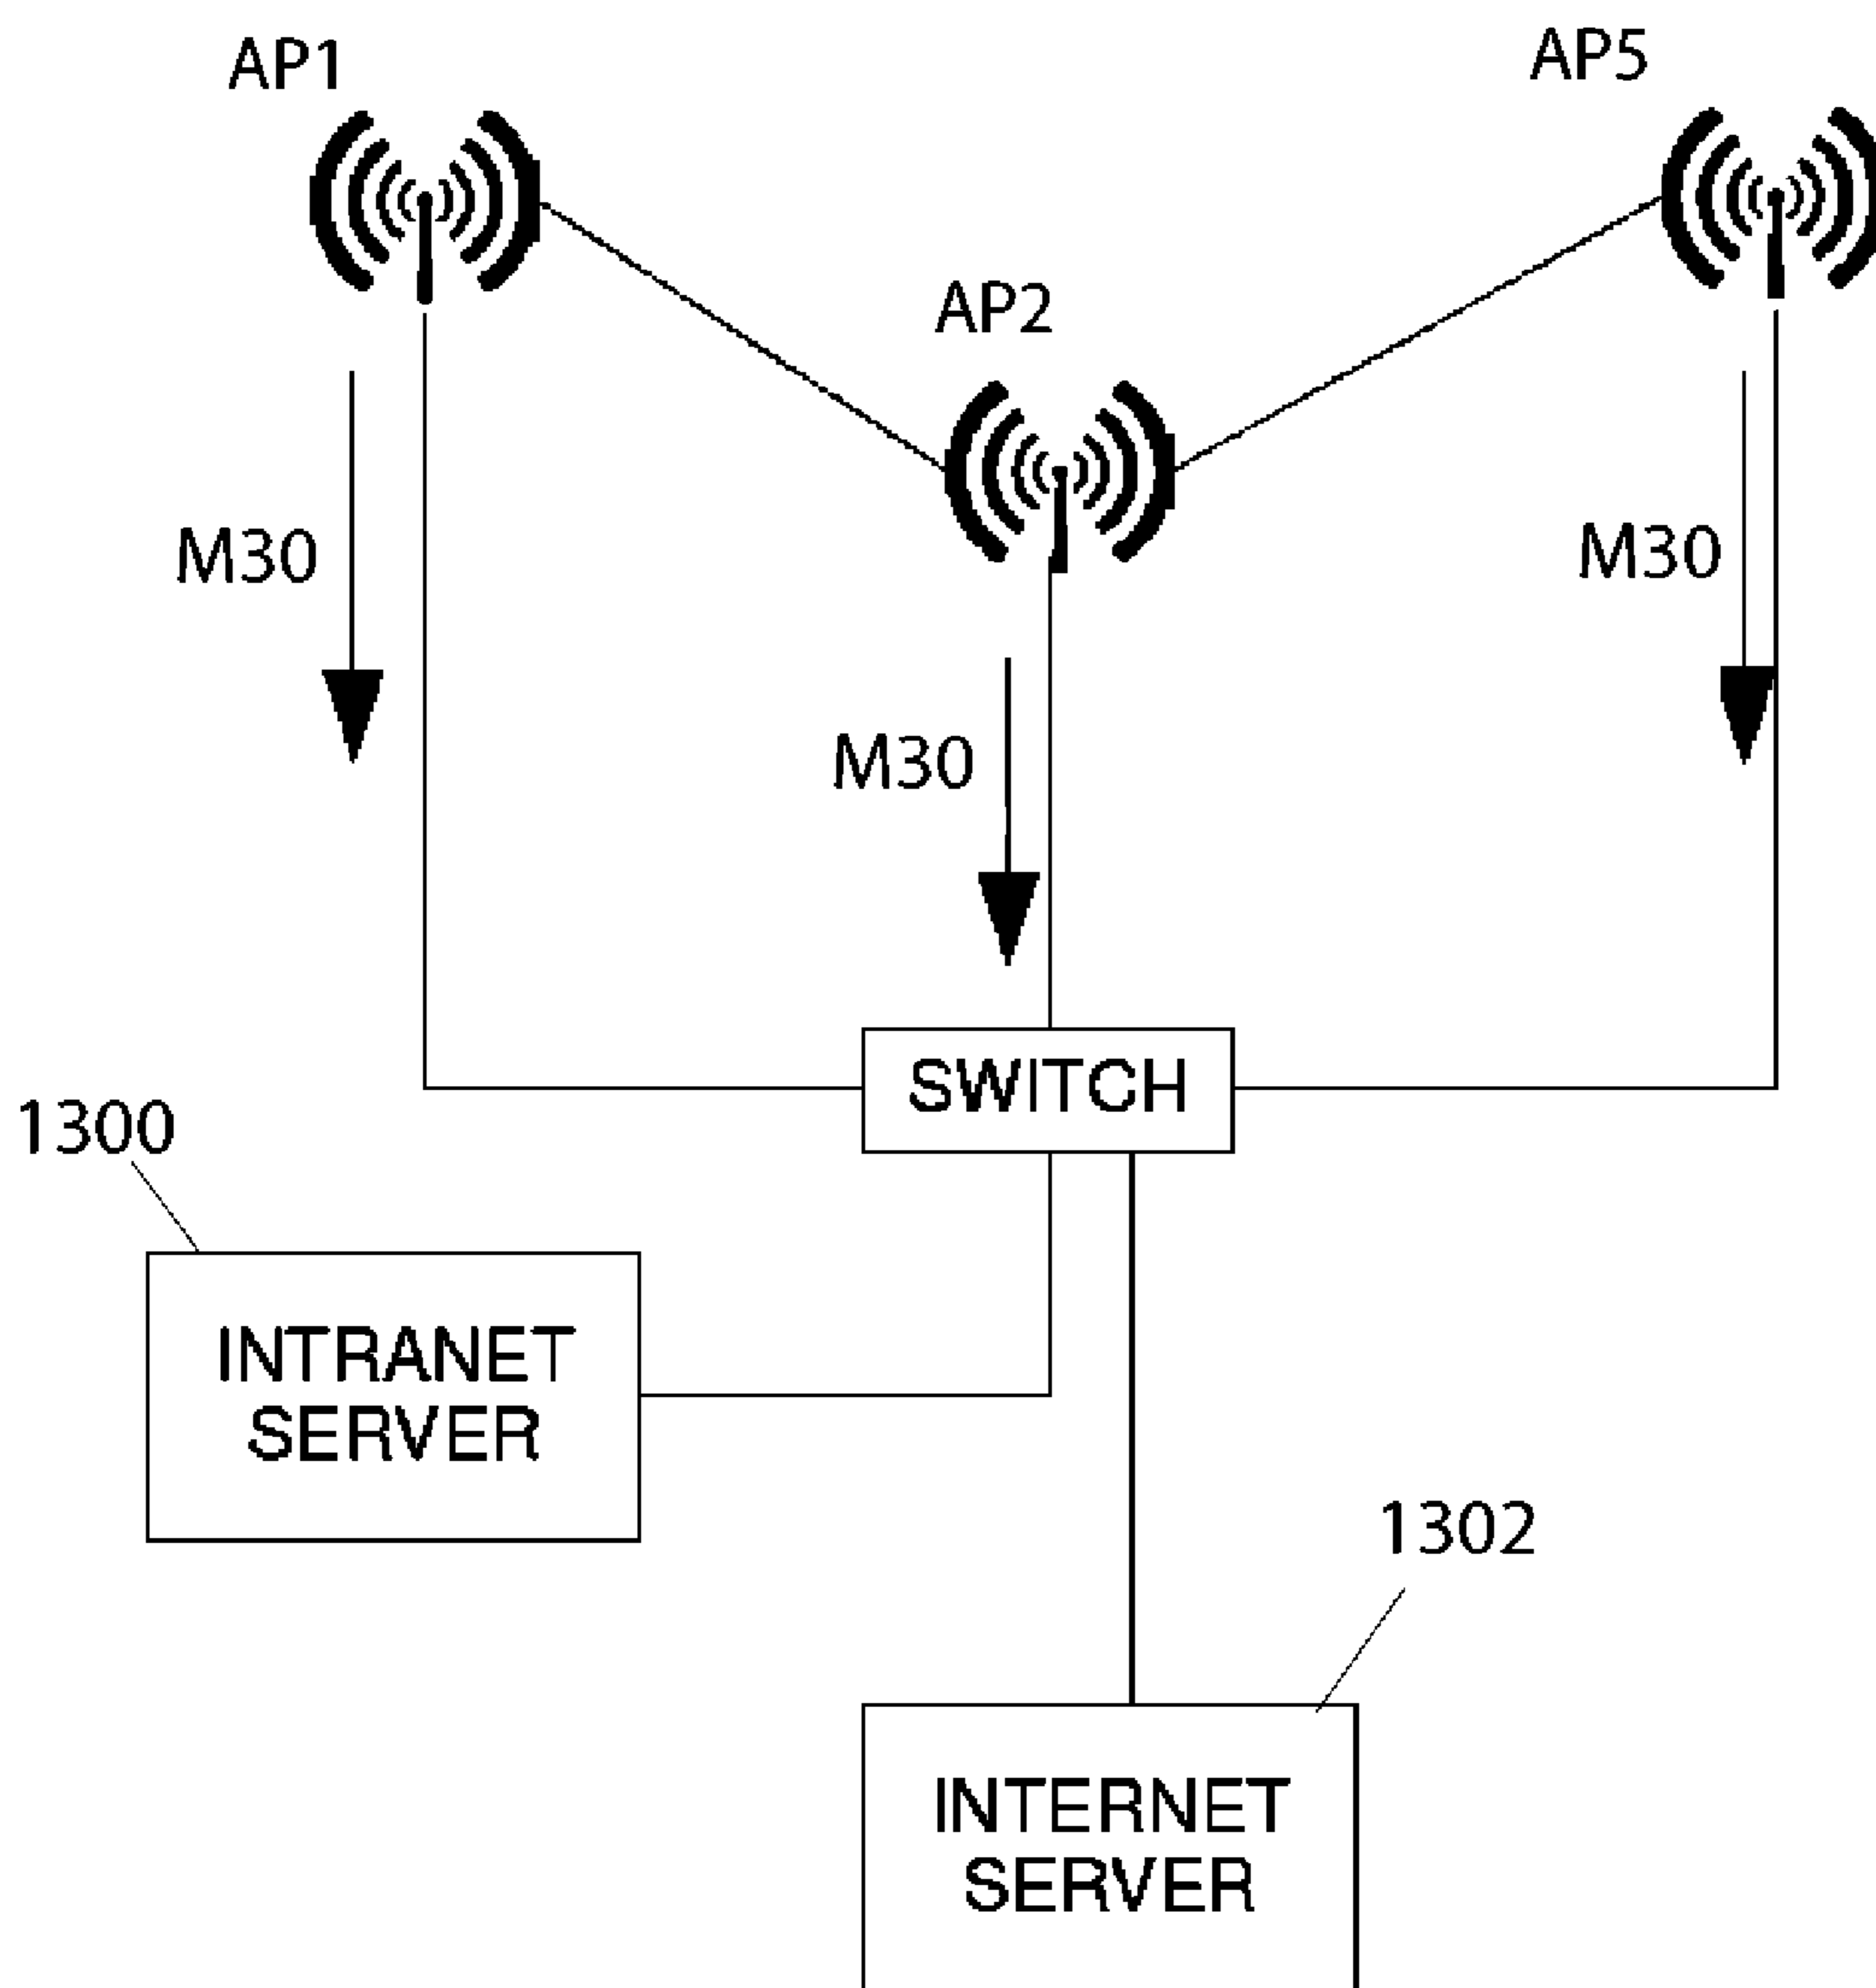 AP1
AP5
AP2
M30
M30
M30
SWITCH
1300
INTRANET
SERVER
1302
INTERNET
SERVER